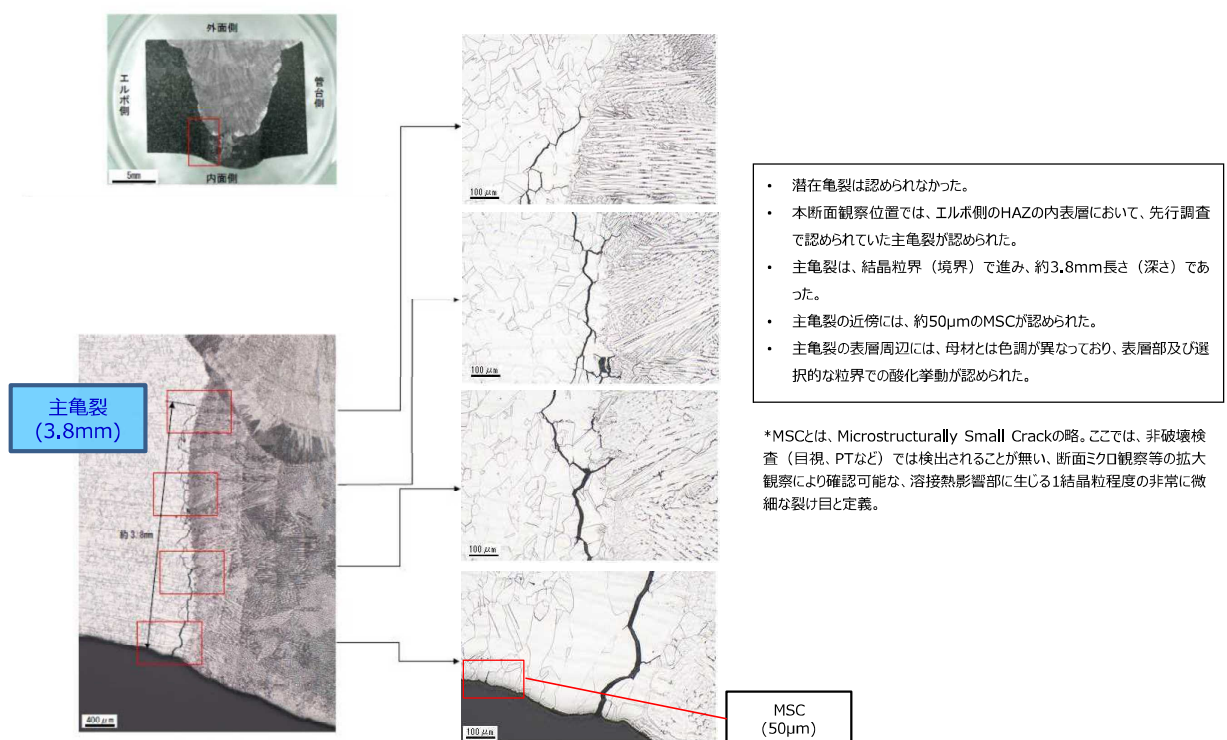 外面側
エルボ側
管台側
内面側
5mm
100 μm
100 μm
100 μm
100 μm
主亀裂
(3.8mm)
約3.8mm
400 μm
MSC
(50μm)
• 潜在亀裂は認められなかった。
• 本断面観察位置では、エルボ側のHAZの内表層において、先行調査
で認められていた主亀裂が認められた。
• 主亀裂は、結晶粒界（境界）で進み、約3.8mm長さ（深さ）であ
った。
• 主亀裂の近傍には、約50μmのMSCが認められた。
• 主亀裂の表層周辺には、母材とは色調が異なっており、表層部及び選
択的な粒界での酸化挙動が認められた。
*MSCとは、Microstructurally Small Crackの略。ここでは、非破壊検
査（目視、PTなど）では検出されることが無い、断面ミクロ観察等の拡大
観察により確認可能な、溶接熱影響部に生じる1結晶粒程度の非常に微
細な裂け目と定義。